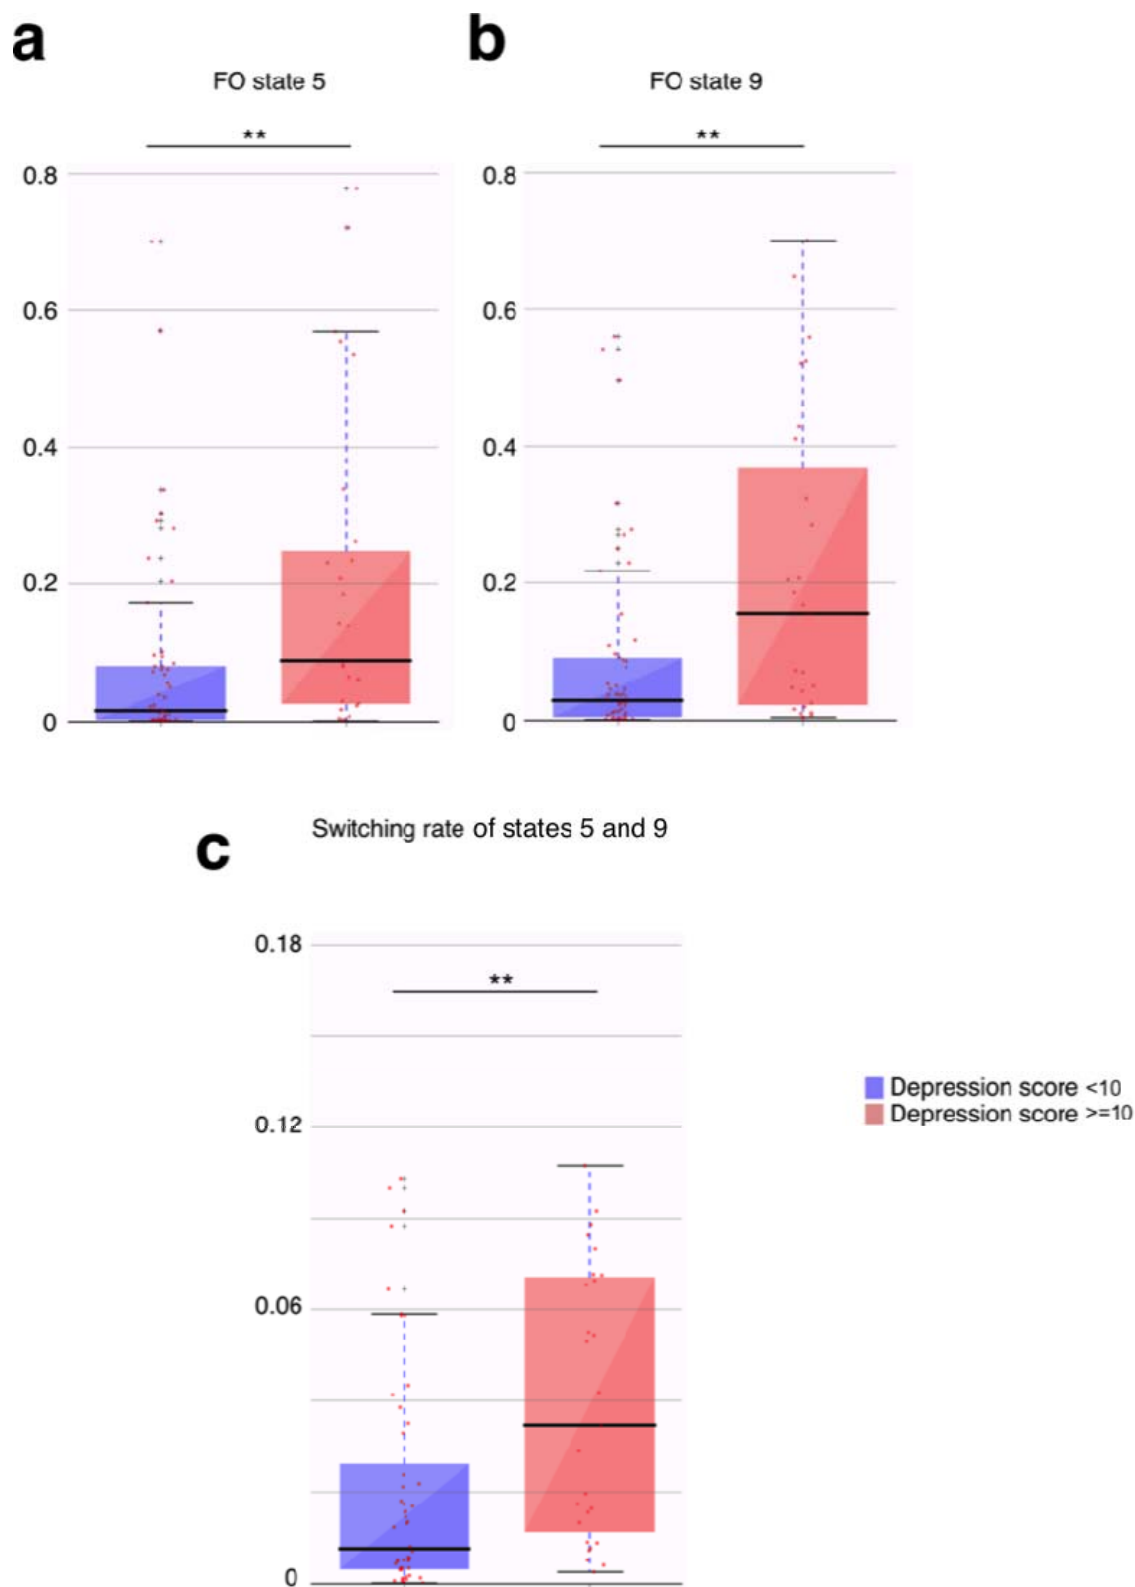 a
FO state 5
**
0.8
0.6
0.4
0.2
0
b
FO state 9
**
0.8
0.6
0.4
0.2
0
c
Switching rate of states 5 and 9
0.18
**
0.12
0.06
0
Depression score <10
Depression score >=10